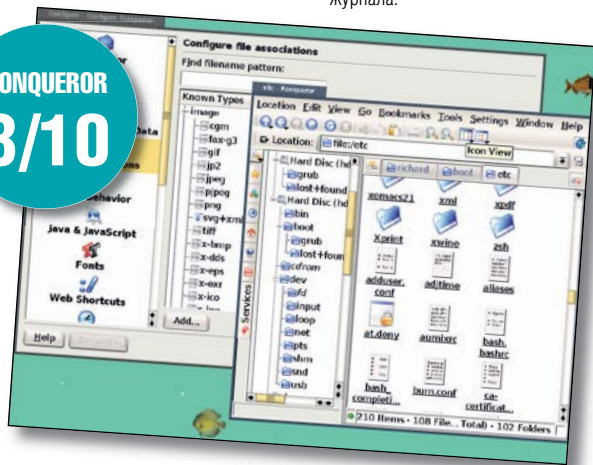 журнала.
Configure file associations
Find filename pattern:
Known Types
image
cgm
fax-g3
gif
jp2
jpeg
pjpeg
png
svg+xml
tiff
x-bmp
x-dds
x-eps
x-exr
x-ico
Add...
Behavior
Java & JavaScript
Fonts
Web Shortcuts
Help
ONQUEROR
/10
etc - Konqueror
Location Edit View Go Bookmarks Tools Settings Window Help
Icon View
Location: file:/etc
richard boot etc
Services
Hard Disc (hd
grub
lost+found
Hard Disc (hd
bin
boot
grub
lost+foun
cdrom
dev
fd
input
loop
net
pts
shm
snd
usb
xemacs21 xml xpdf
Xprint xwine zsh
adduser.
conf
adjtime aliases
at.deny aumixrc bash.
bashrc
bash_
completi...
burn.conf ca-
certificat...
210 Items - 108 File... Total) - 102 Folders